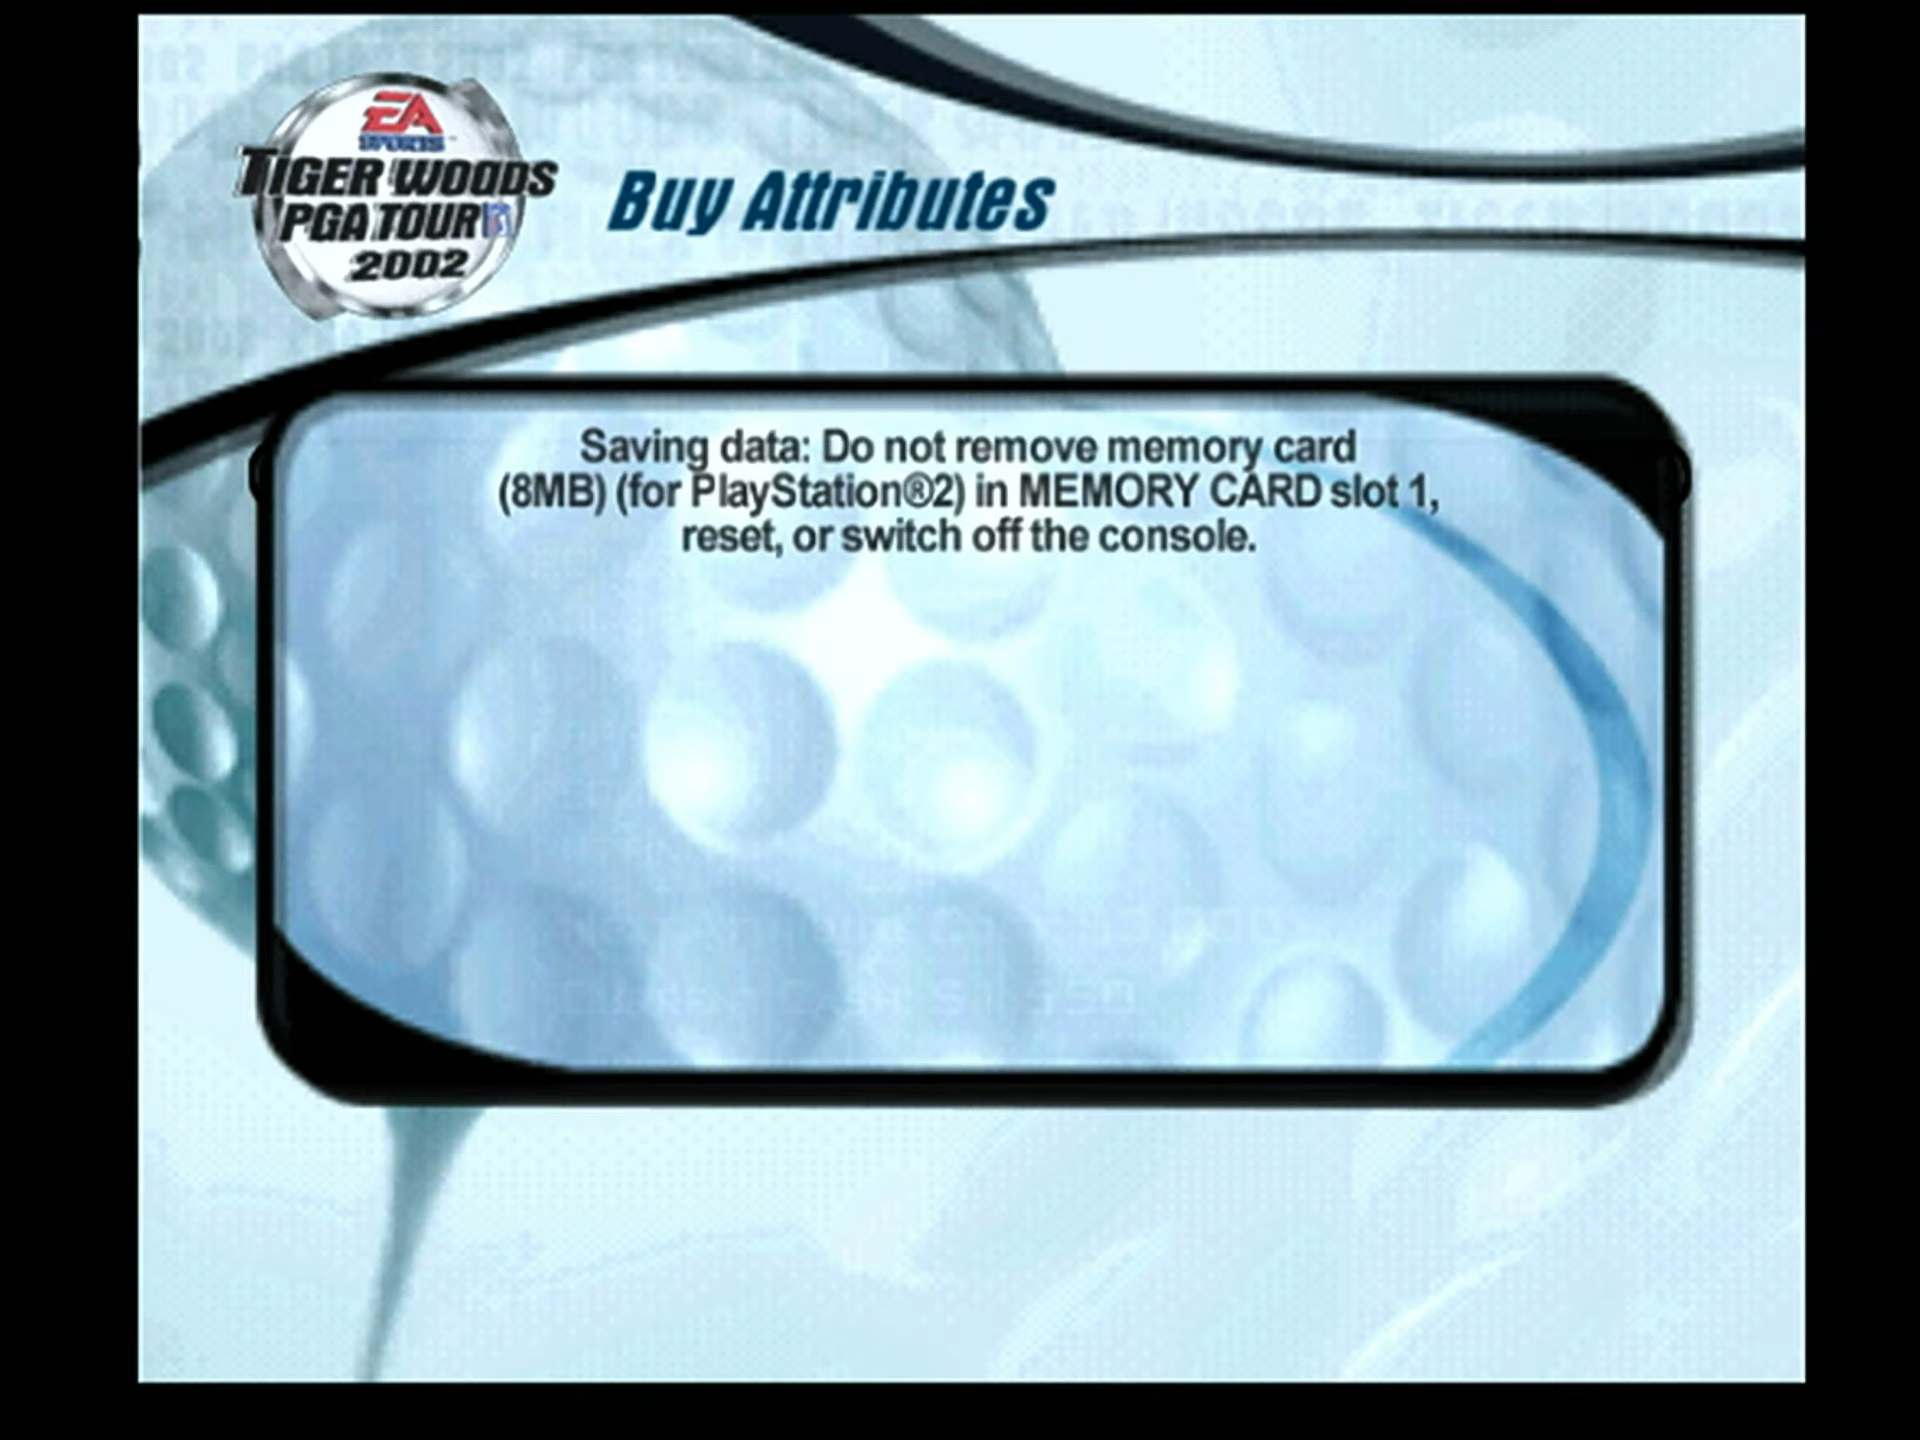 EA
SPORTS™
TIGER WOODS
PGA TOUR
2002
Buy Attributes
Saving data: Do not remove memory card
(8MB) (for PlayStation®2) in MEMORY CARD slot 1,
reset, or switch off the console.